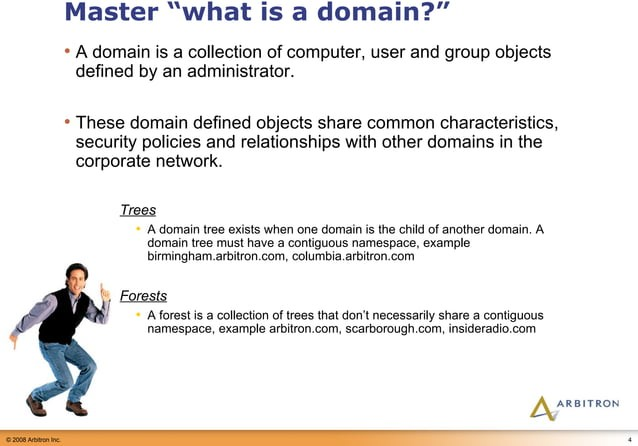 Master “what is a domain?”
• A domain is a collection of computer, user and group objects
defined by an administrator.
• These domain defined objects share common characteristics,
security policies and relationships with other domains in the
corporate network.
Trees
• A domain tree exists when one domain is the child of another domain. A
domain tree must have a contiguous namespace, example
birmingham.arbitron.com, columbia.arbitron.com
Forests
• A forest is a collection of trees that don’t necessarily share a contiguous
namespace, example arbitron.com, scarborough.com, insideradio.com
ARBITRON
© 2008 Arbitron Inc.
4